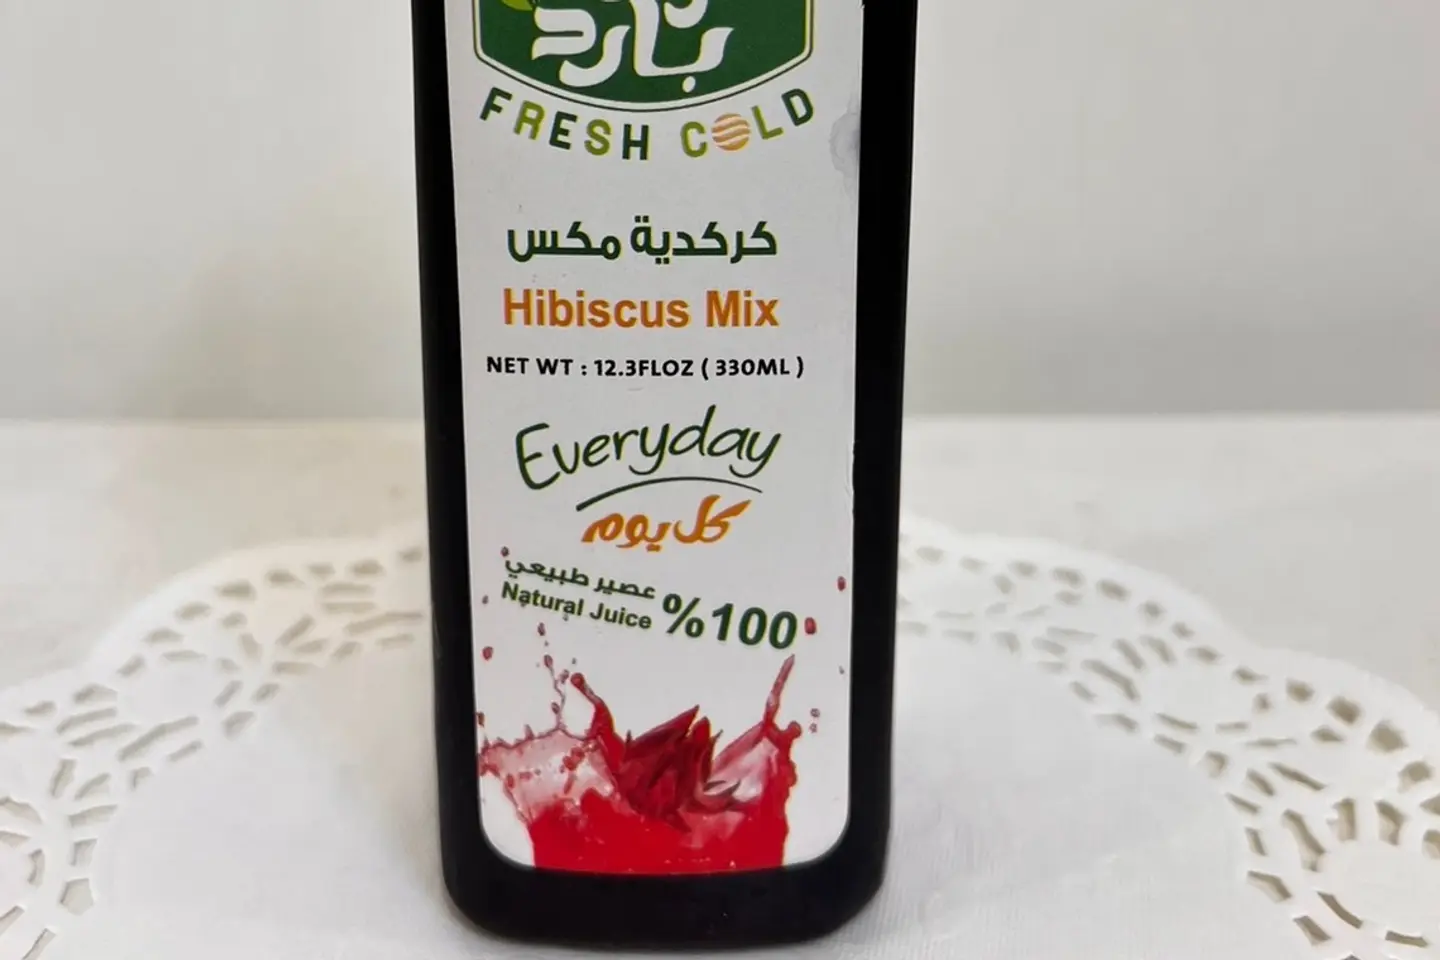 بارد
FRESH COLD
كركدية مكس
Hibiscus Mix
NET WT : 12.3FLOZ ( 330ML )
Everyday
كل يوم
عصير طبيعي
Natural Juice %100